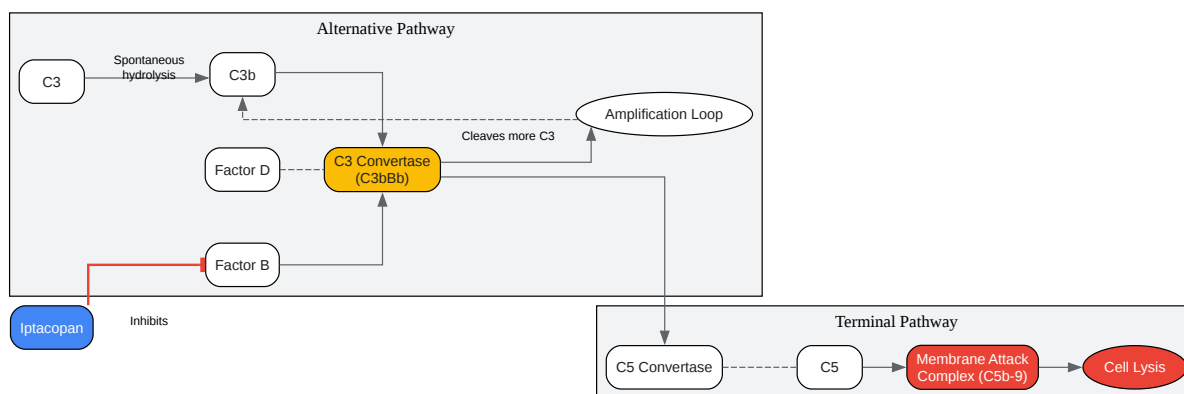 Alternative Pathway
C3
Spontaneous
hydrolysis
C3b
Amplification Loop
Cleaves more C3
Factor D
C3 Convertase
(C3bBb)
Factor B
Iptacopan
Inhibits
Terminal Pathway
C5 Convertase
C5
Membrane Attack
Complex (C5b-9)
Cell Lysis